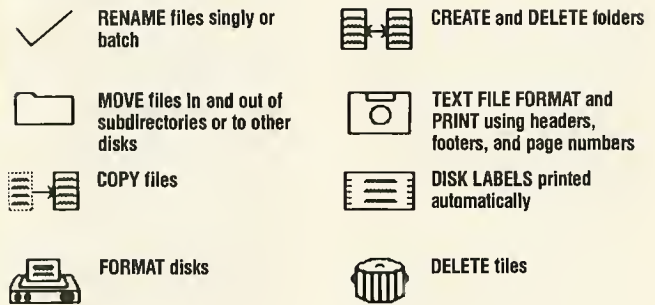 RENAME files singly or
batch
MOVE files in and out of
subdirectories or to other
disks
COPY files
FORMAT disks
CREATE and DELETE folders
TEXT FILE FORMAT and
PRINT using headers,
footers, and page numbers
DISK LABELS printed
automatically
DELETE tiles